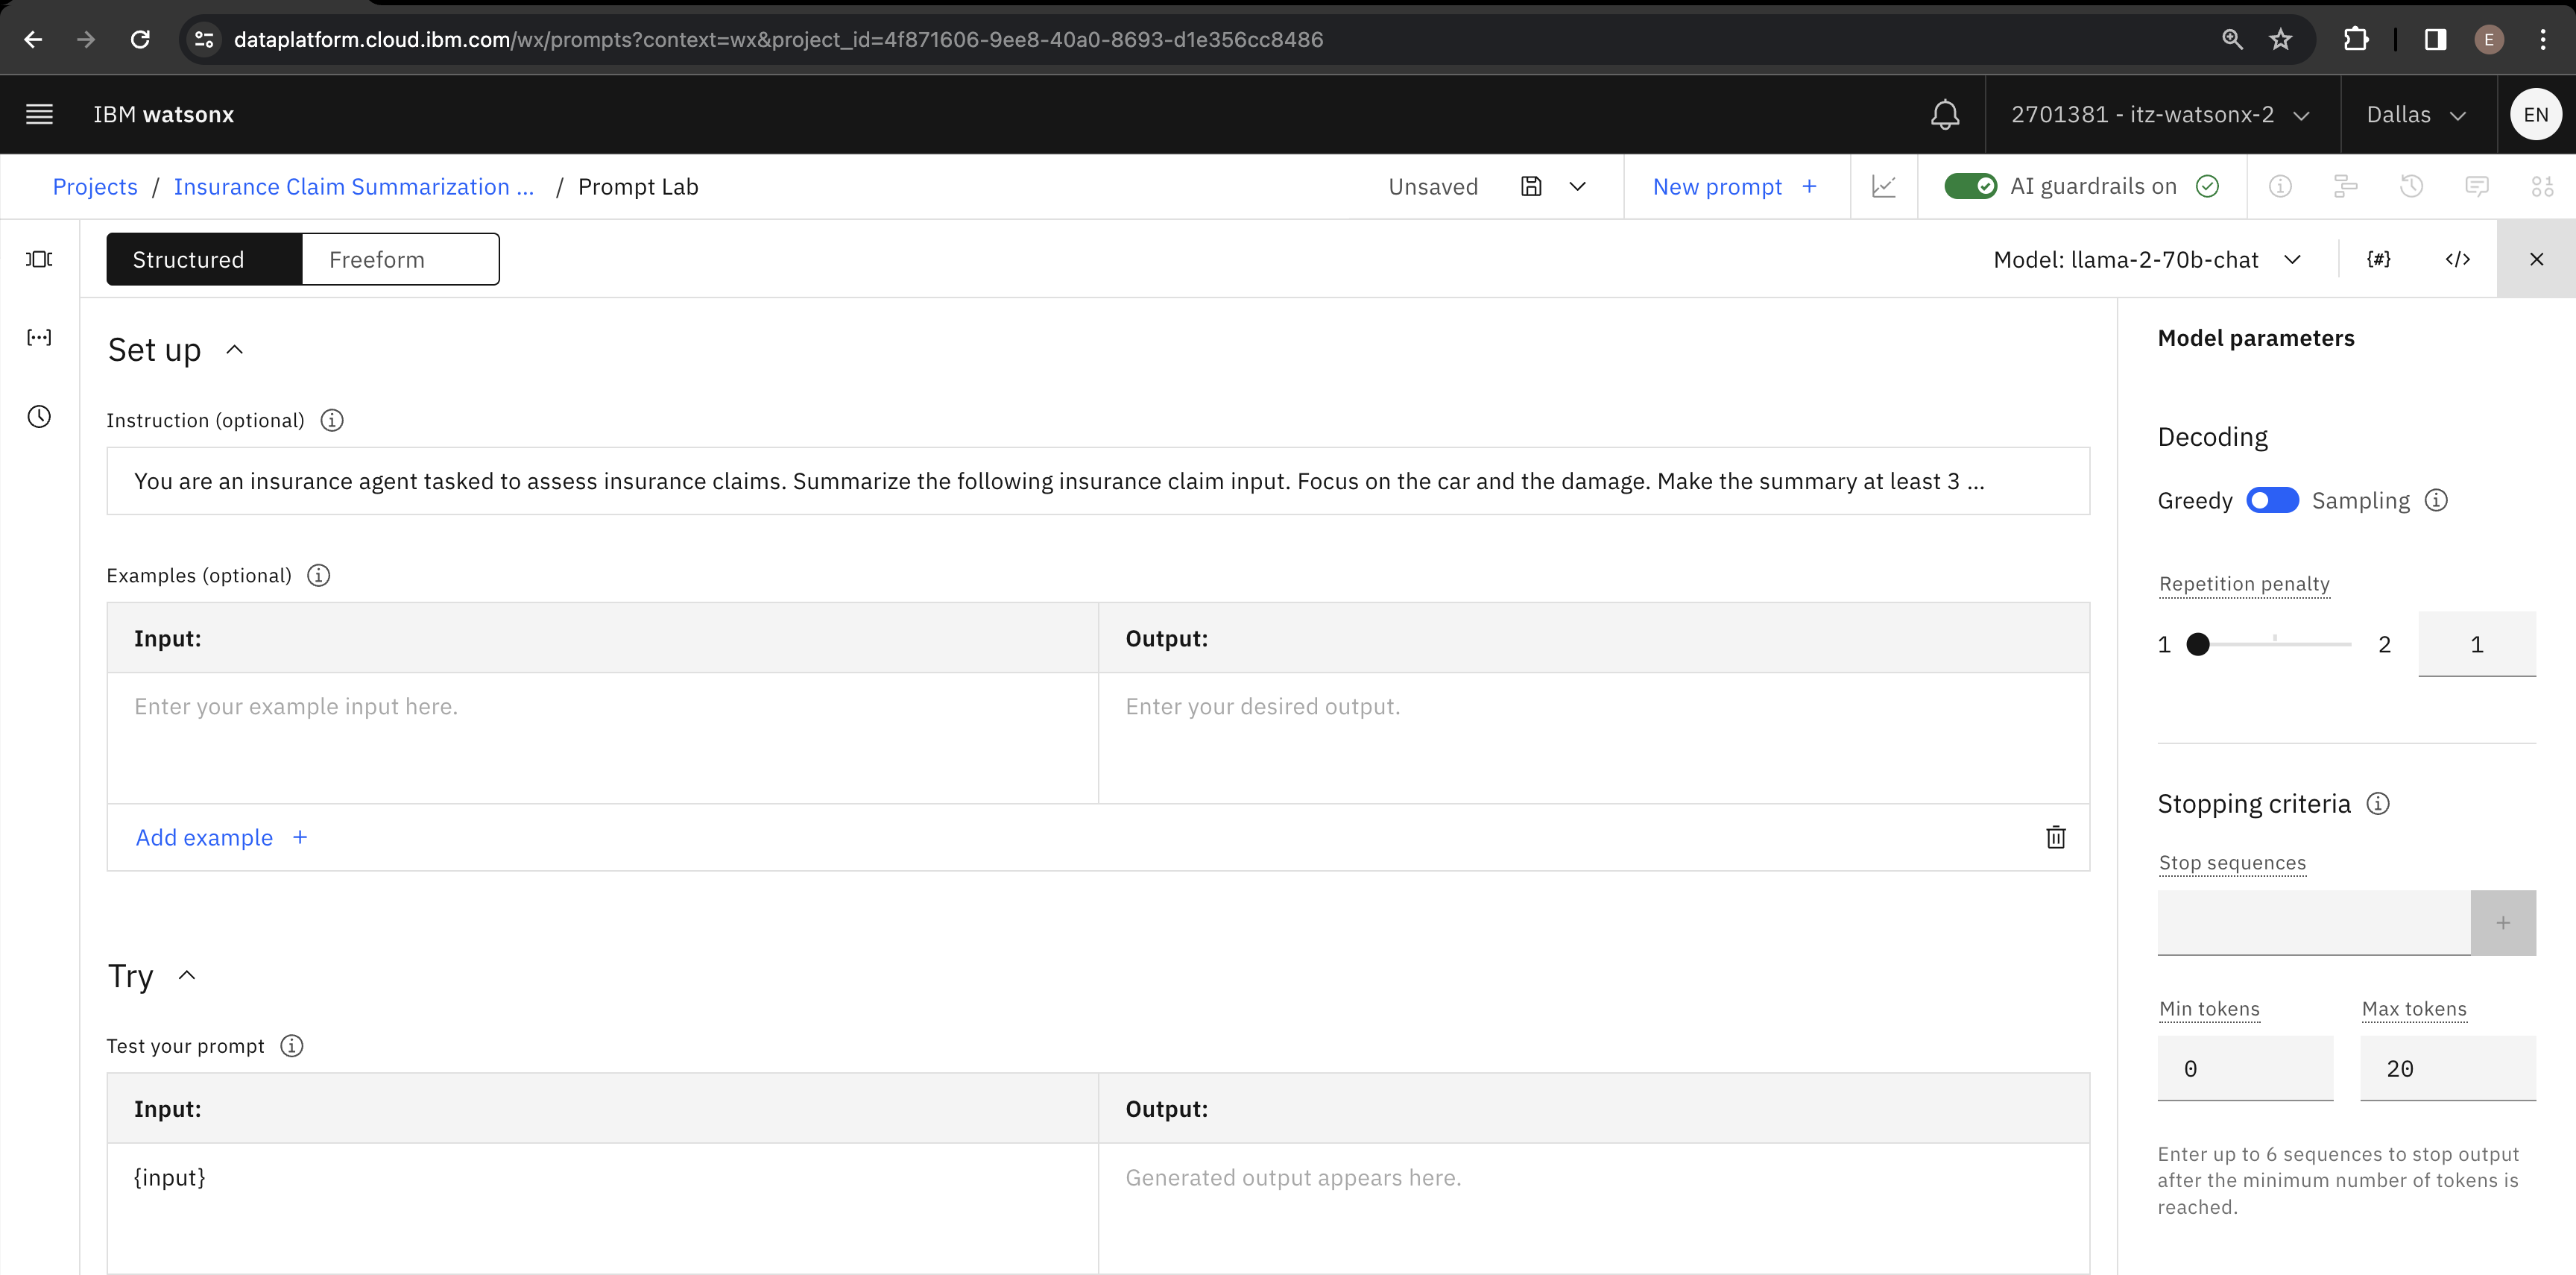 dataplatform.cloud.ibm.com/wx/prompts?context=wx&project_id=4f871606-9ee8-40a0-8693-d1e356cc8486
E
IBM watsonx
2701381 - itz-watsonx-2
Dallas
EN
Projects / Insurance Claim Summarization ... / Prompt Lab
Unsaved
New prompt +
AI guardrails on
Structured
Freeform
Model: llama-2-70b-chat
{#}
</>
Set up
Instruction (optional)
You are an insurance agent tasked to assess insurance claims. Summarize the following insurance claim input. Focus on the car and the damage. Make the summary at least 3 ...
Examples (optional)
Input:
Output:
Enter your example input here.
Enter your desired output.
Add example +
Try
Test your prompt
Input:
Output:
{input}
Generated output appears here.
Model parameters
Decoding
Greedy
Sampling
Repetition penalty
1
2
1
Stopping criteria
Stop sequences
+
Min tokens
Max tokens
0
20
Enter up to 6 sequences to stop output
after the minimum number of tokens is
reached.